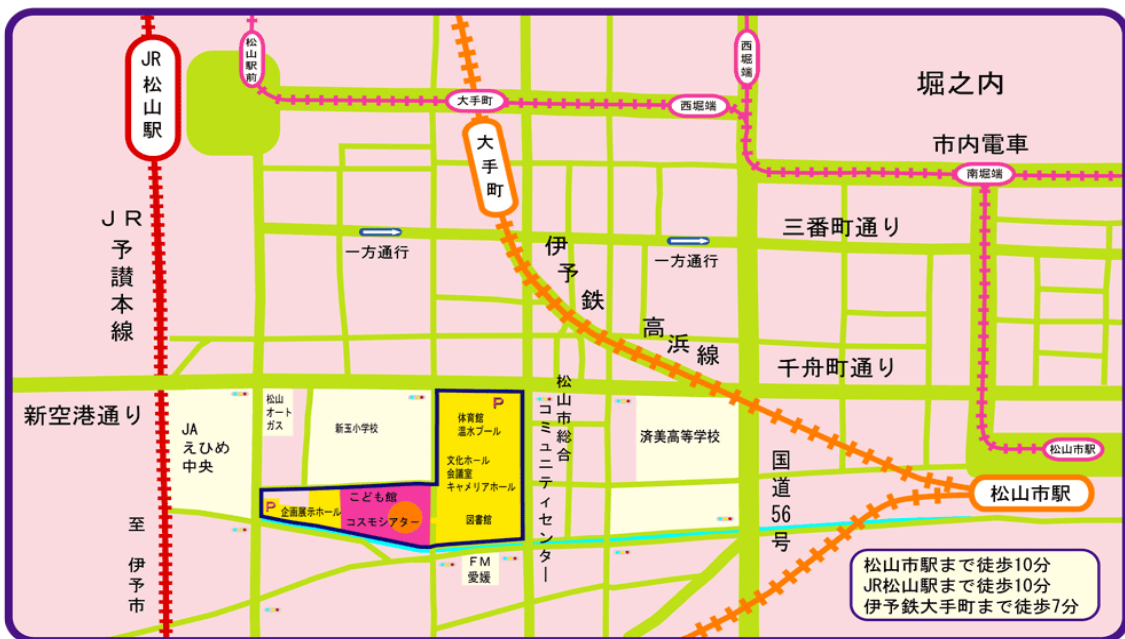 JR松山駅
松山駅前
大手町
大手町
西堀端
西堀端
堀之内
市内電車
南堀端
JR予讃本線
一方通行
一方通行
三番町通り
伊予鉄高浜線
千舟町通り
新空港通り
JA
えひめ
中央
松山
オート
ガス
新玉小学校
P
体育館
温水プール
文化ホール
会議室
キャメリアホール
図書館
こども館
コスモシアター
P
企画展示ホール
松山市総合
コミュニティセンター
済美高等学校
国道56号
松山市駅
松山市駅
至伊予市
FM
愛媛
松山市駅まで徒歩10分
JR松山駅まで徒歩10分
伊予鉄大手町まで徒歩7分